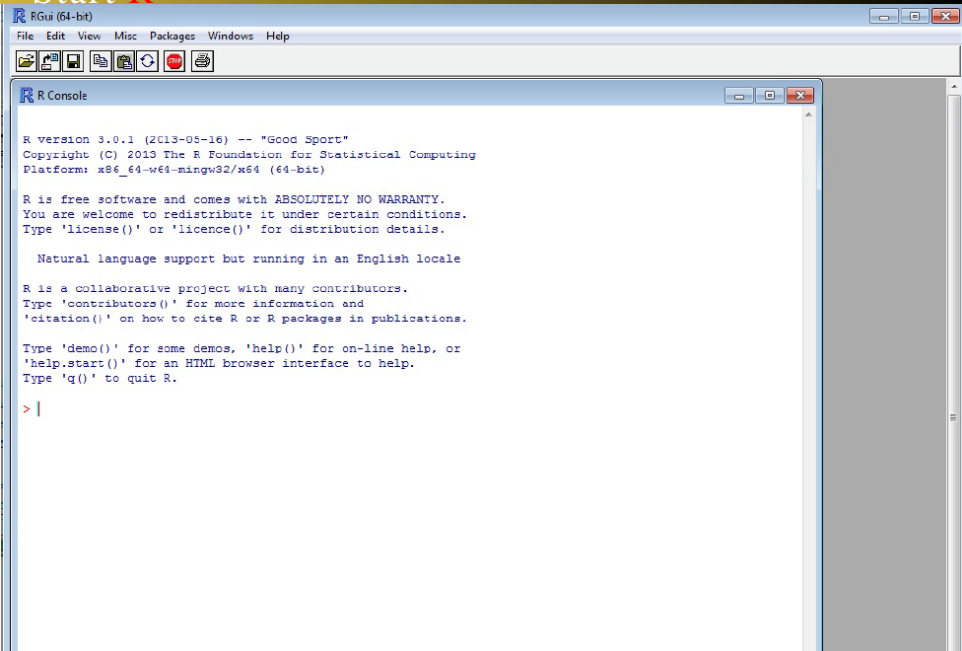 Start R
RGui (64-bit)
File Edit View Misc Packages Windows Help
STOP
R Console
R version 3.0.1 (2013-05-16) -- "Good Sport"
Copyright (C) 2013 The R Foundation for Statistical Computing
Platform: x86_64-w64-mingw32/x64 (64-bit)
R is free software and comes with ABSOLUTELY NO WARRANTY.
You are welcome to redistribute it under certain conditions.
Type 'license()' or 'licence()' for distribution details.
Natural language support but running in an English locale
R is a collaborative project with many contributors.
Type 'contributors()' for more information and
'citation()' on how to cite R or R packages in publications.
Type 'demo()' for some demos, 'help()' for on-line help, or
'help.start()' for an HTML browser interface to help.
Type 'q()' to quit R.
>